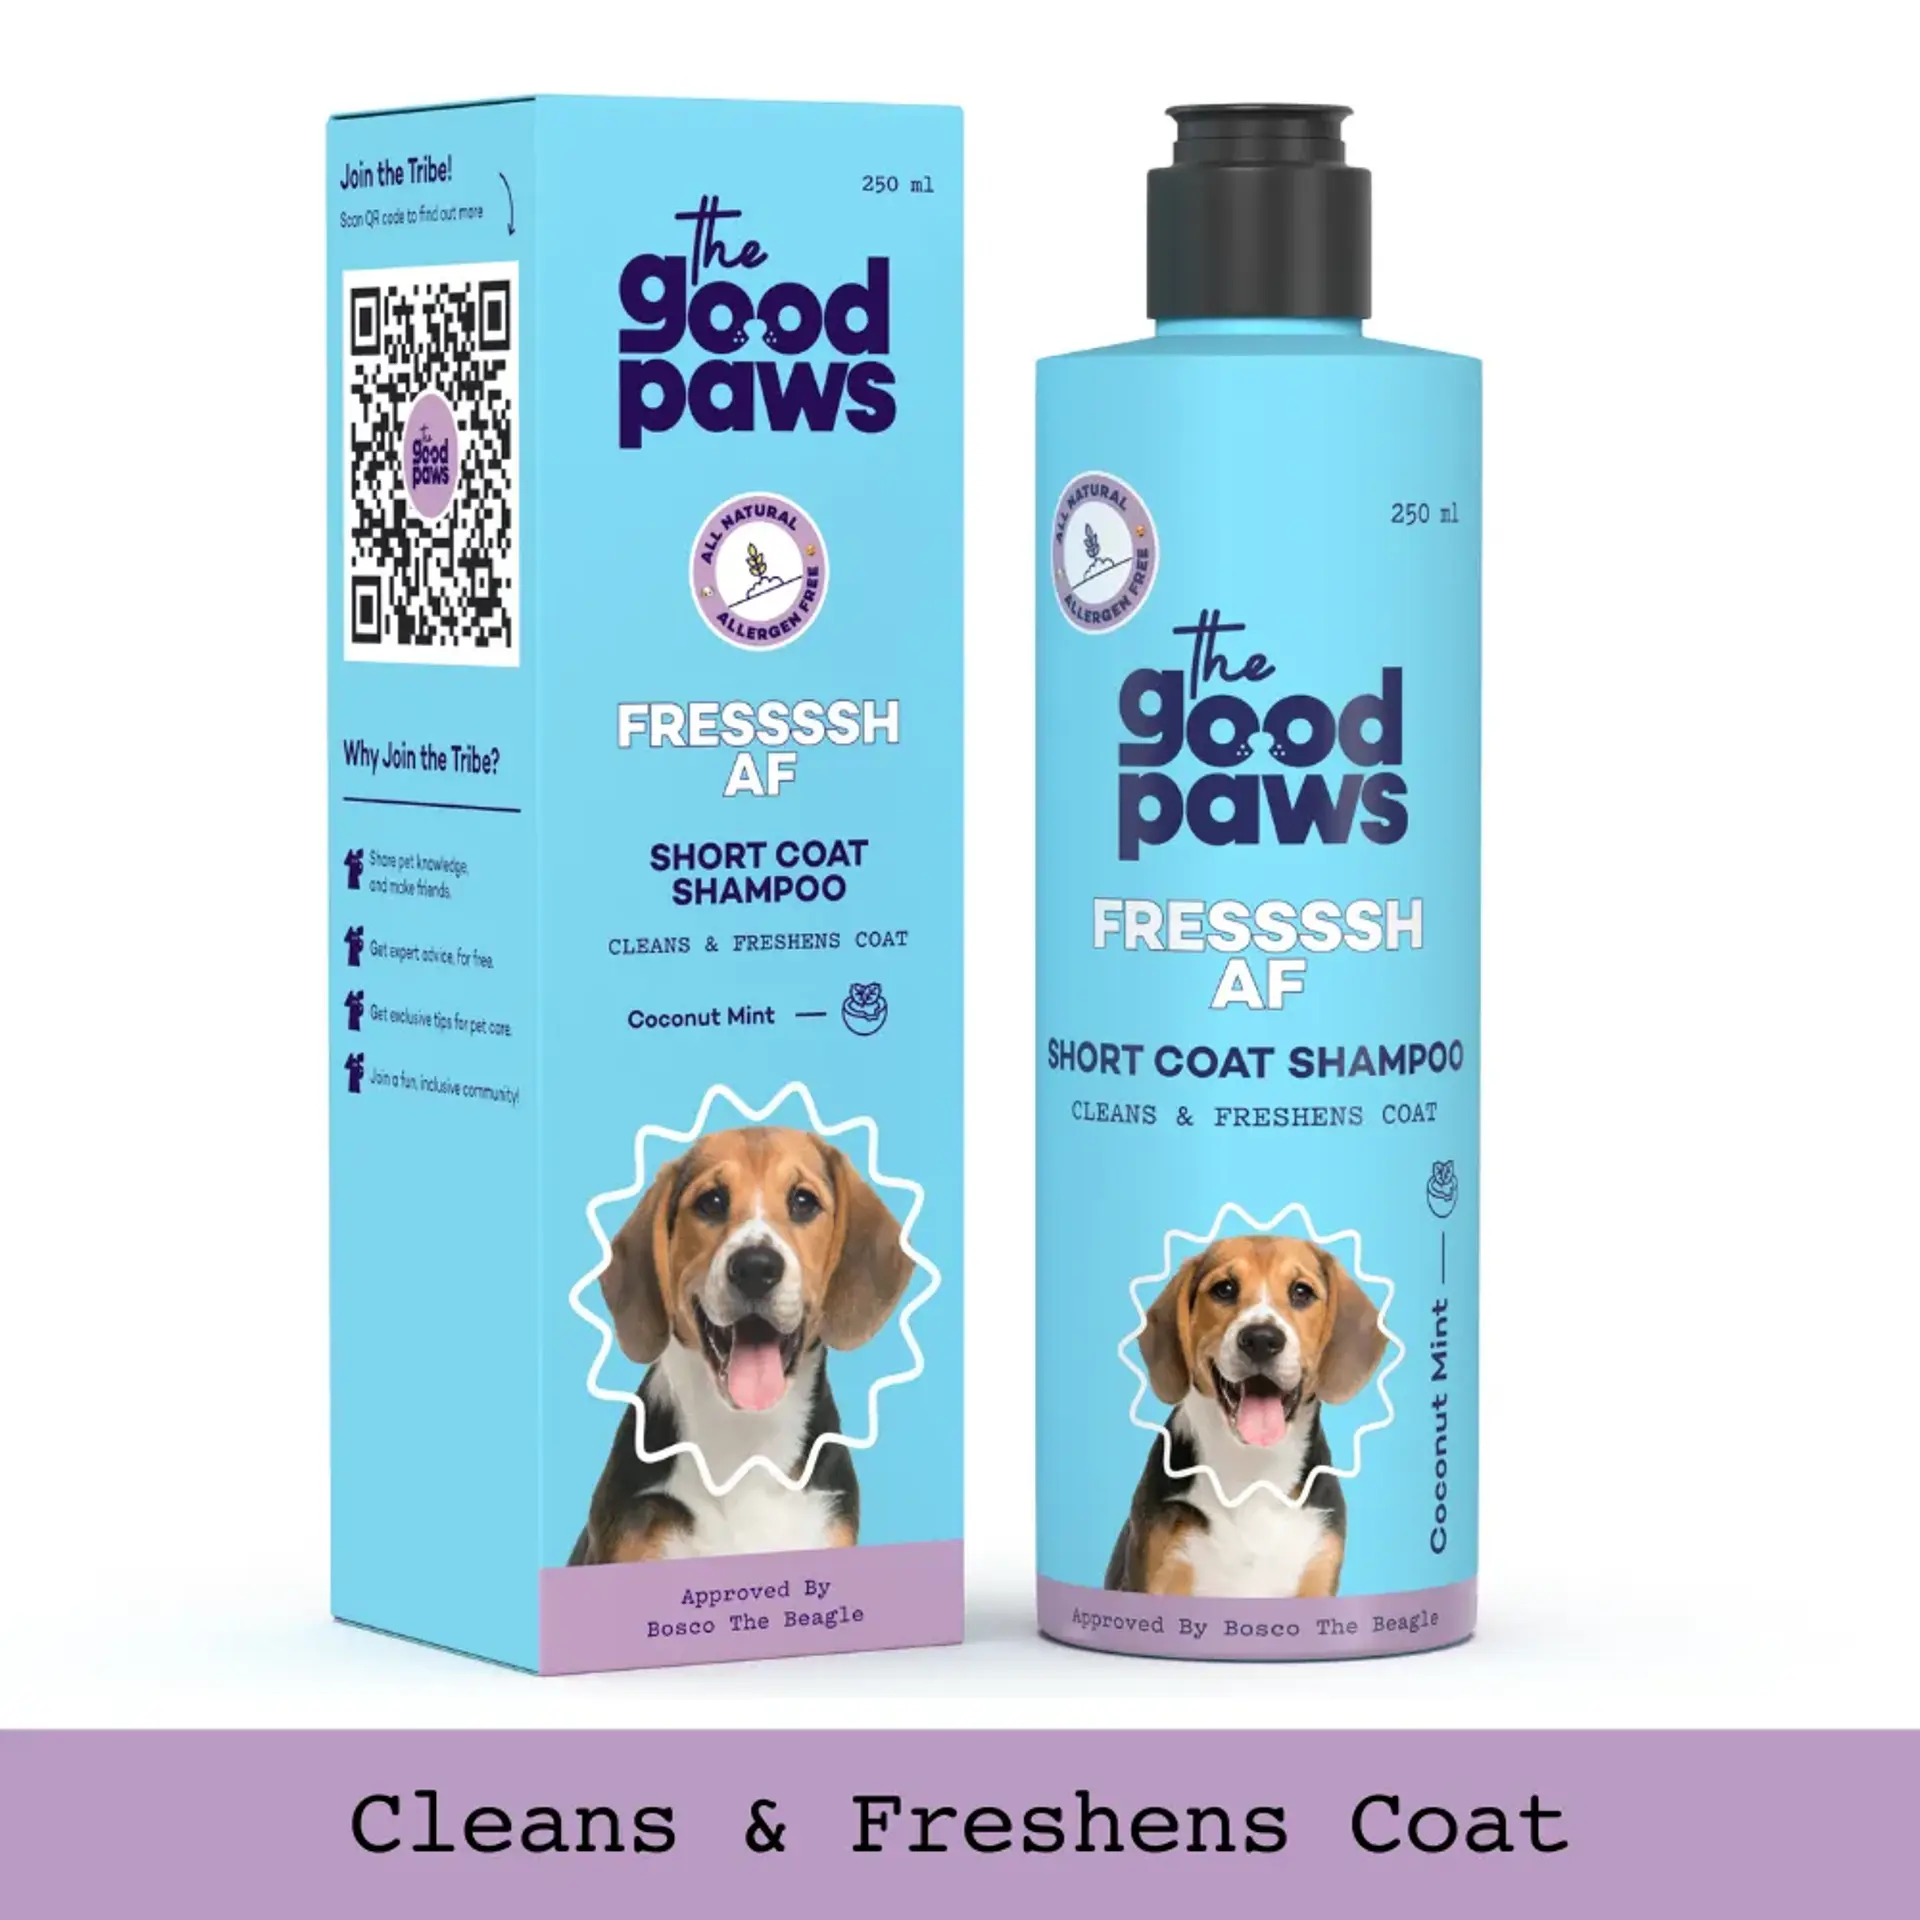 Join the Tribe!
Scan QR code to find out more
the
good
paws
Why Join the Tribe?
Share pet knowledge,
and make friends.
Get expert advice, for free.
Get exclusive tips for pet care.
Join a fun, inclusive community!
250 ml
the
good
paws
ALL NATURAL
ALLERGEN FREE
FRESSSSH
AF
SHORT COAT
SHAMPOO
CLEANS & FRESHENS COAT
Coconut Mint
Approved By
Bosco The Beagle
ALL NATURAL
ALLERGEN FREE
250 ml
the
good
paws
FRESSSSH
AF
SHORT COAT SHAMPOO
CLEANS & FRESHENS COAT
Coconut Mint
Approved By Bosco The Beagle
Cleans & Freshens Coat